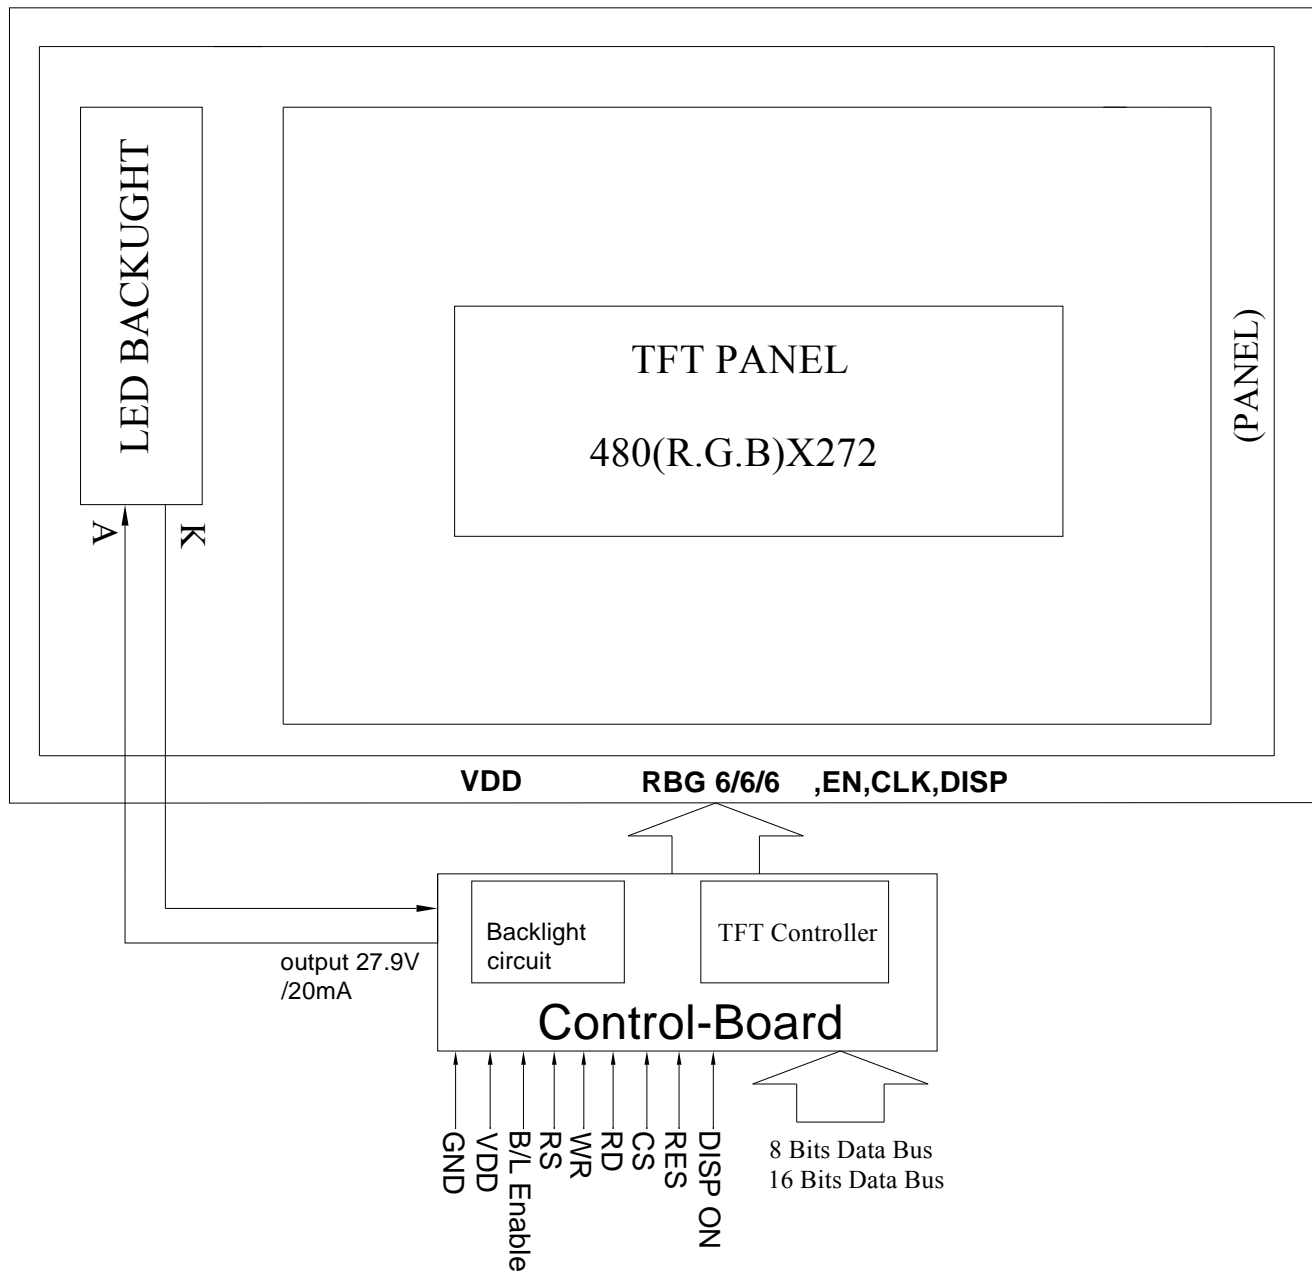 LED BACKUGHT
TFT PANEL
480(R.G.B)X272
(PANEL)
A
K
VDD RBG 6/6/6 ,EN,CLK,DISP
Backlight
circuit
TFT Controller
output 27.9V
/20mA
Control-Board
GND
VDD
B/L Enable
RS
WR
RD
CS
RES
DISP ON
8 Bits Data Bus
16 Bits Data Bus